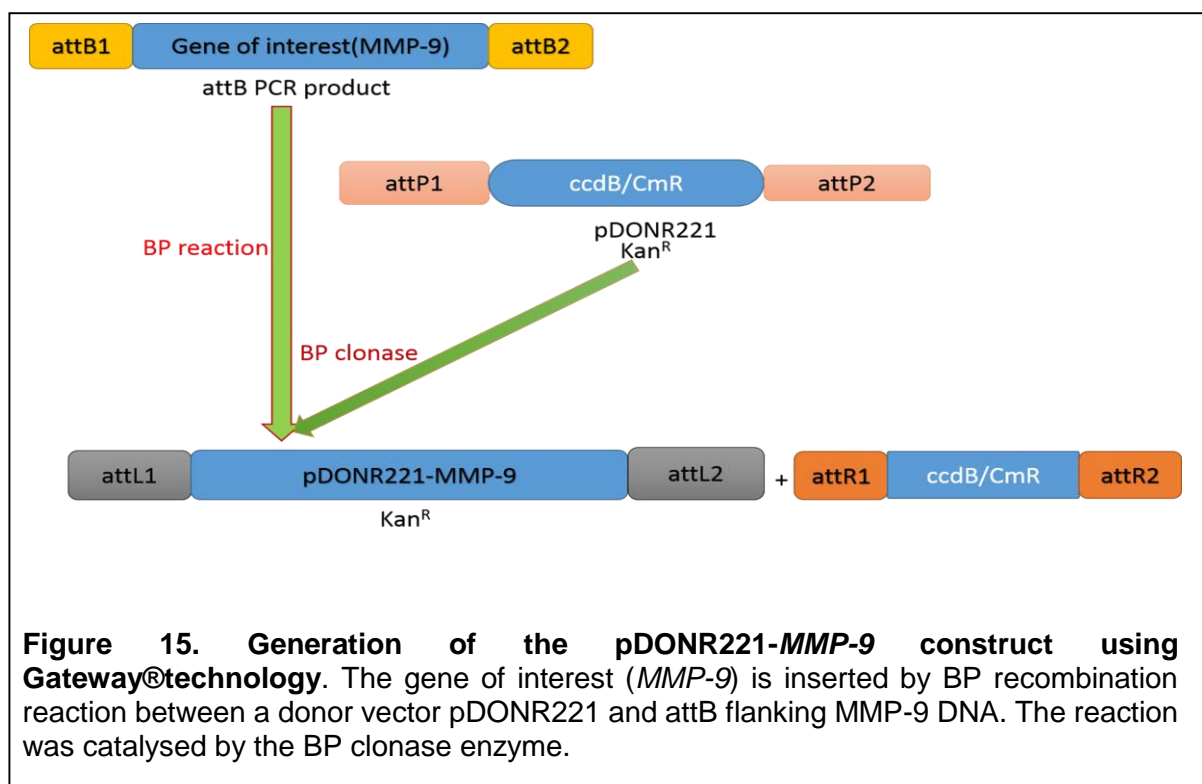 attB1 Gene of interest(MMP-9) attB2
attB PCR product
attP1 ccdB/CmR attP2
pDONR221
Kan^R
BP reaction
BP clonase
attL1 pDONR221-MMP-9 attL2 + attR1 ccdB/CmR attR2
Kan^R
Figure 15. Generation of the pDONR221-MMP-9 construct using
Gateway®technology. The gene of interest (MMP-9) is inserted by BP recombination
reaction between a donor vector pDONR221 and attB flanking MMP-9 DNA. The reaction
was catalysed by the BP clonase enzyme.